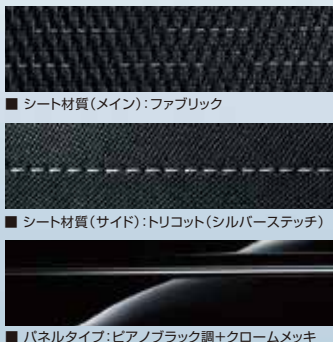 ■ シート材質（メイン）：ファブリック
■ シート材質（サイド）：トリコット（シルバーステッチ）
■ パネルタイプ：ピアノブラック調＋クロームメッキ